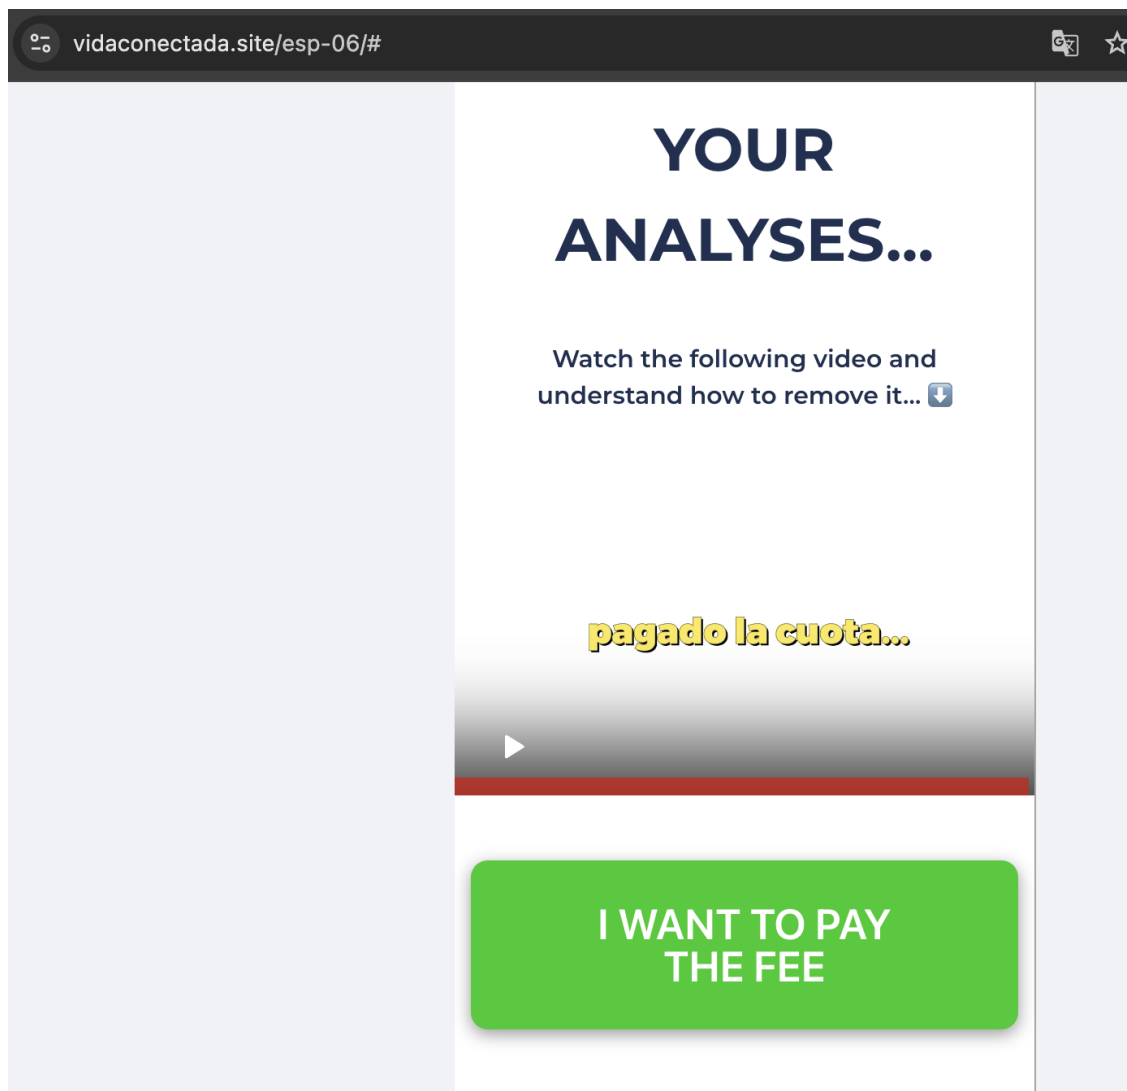 vidaconectada.site/esp-06/#
YOUR
ANALYSES...
Watch the following video and
understand how to remove it... ⬇️
pagado la cuota...
I WANT TO PAY
THE FEE